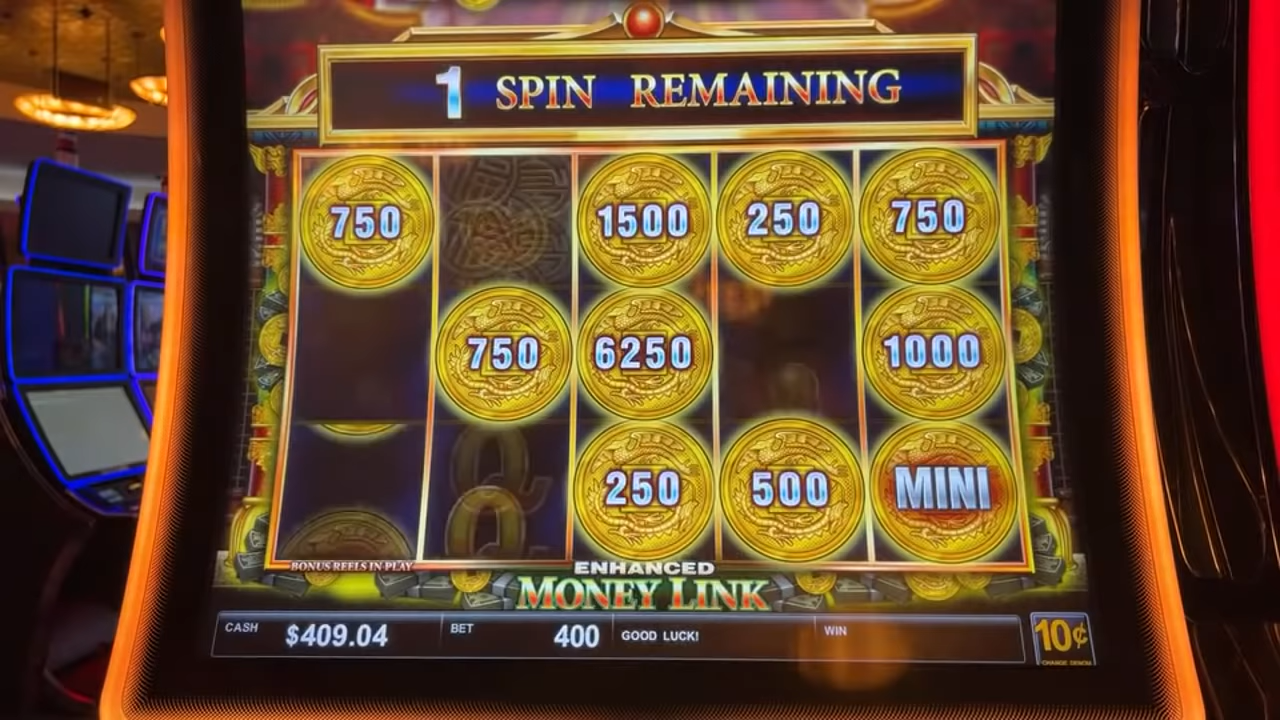 1 SPIN REMAINING
750 1500 250 750
750 6250 1000
250 500 MINI
Q
Q
BONUS REELS IN PLAY
ENHANCED
MONEY LINK
CASH $409.04 BET 400 GOOD LUCK! WIN 10¢
CHANGE DENOM